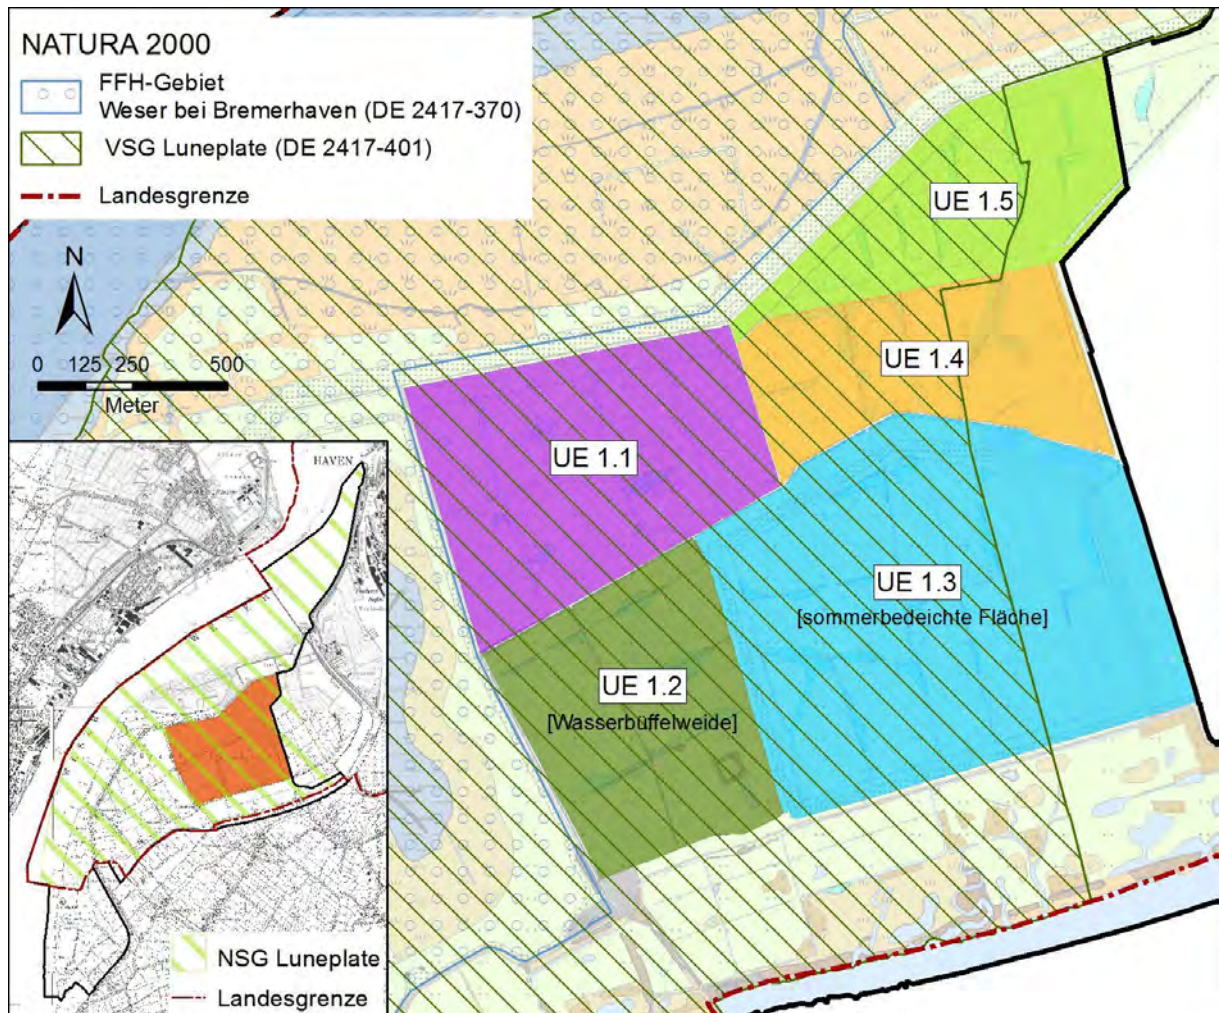 NATURA 2000
FFH-Gebiet
Weser bei Bremerhaven (DE 2417-370)
VSG Luneplate (DE 2417-401)
Landesgrenze
N
0 125 250 500
Meter
UE 1.5
UE 1.4
UE 1.1
UE 1.3
[sommerbedeichte Fläche]
UE 1.2
[Wasserbüffelweide]
HAVEN
NSG Luneplate
Landesgrenze